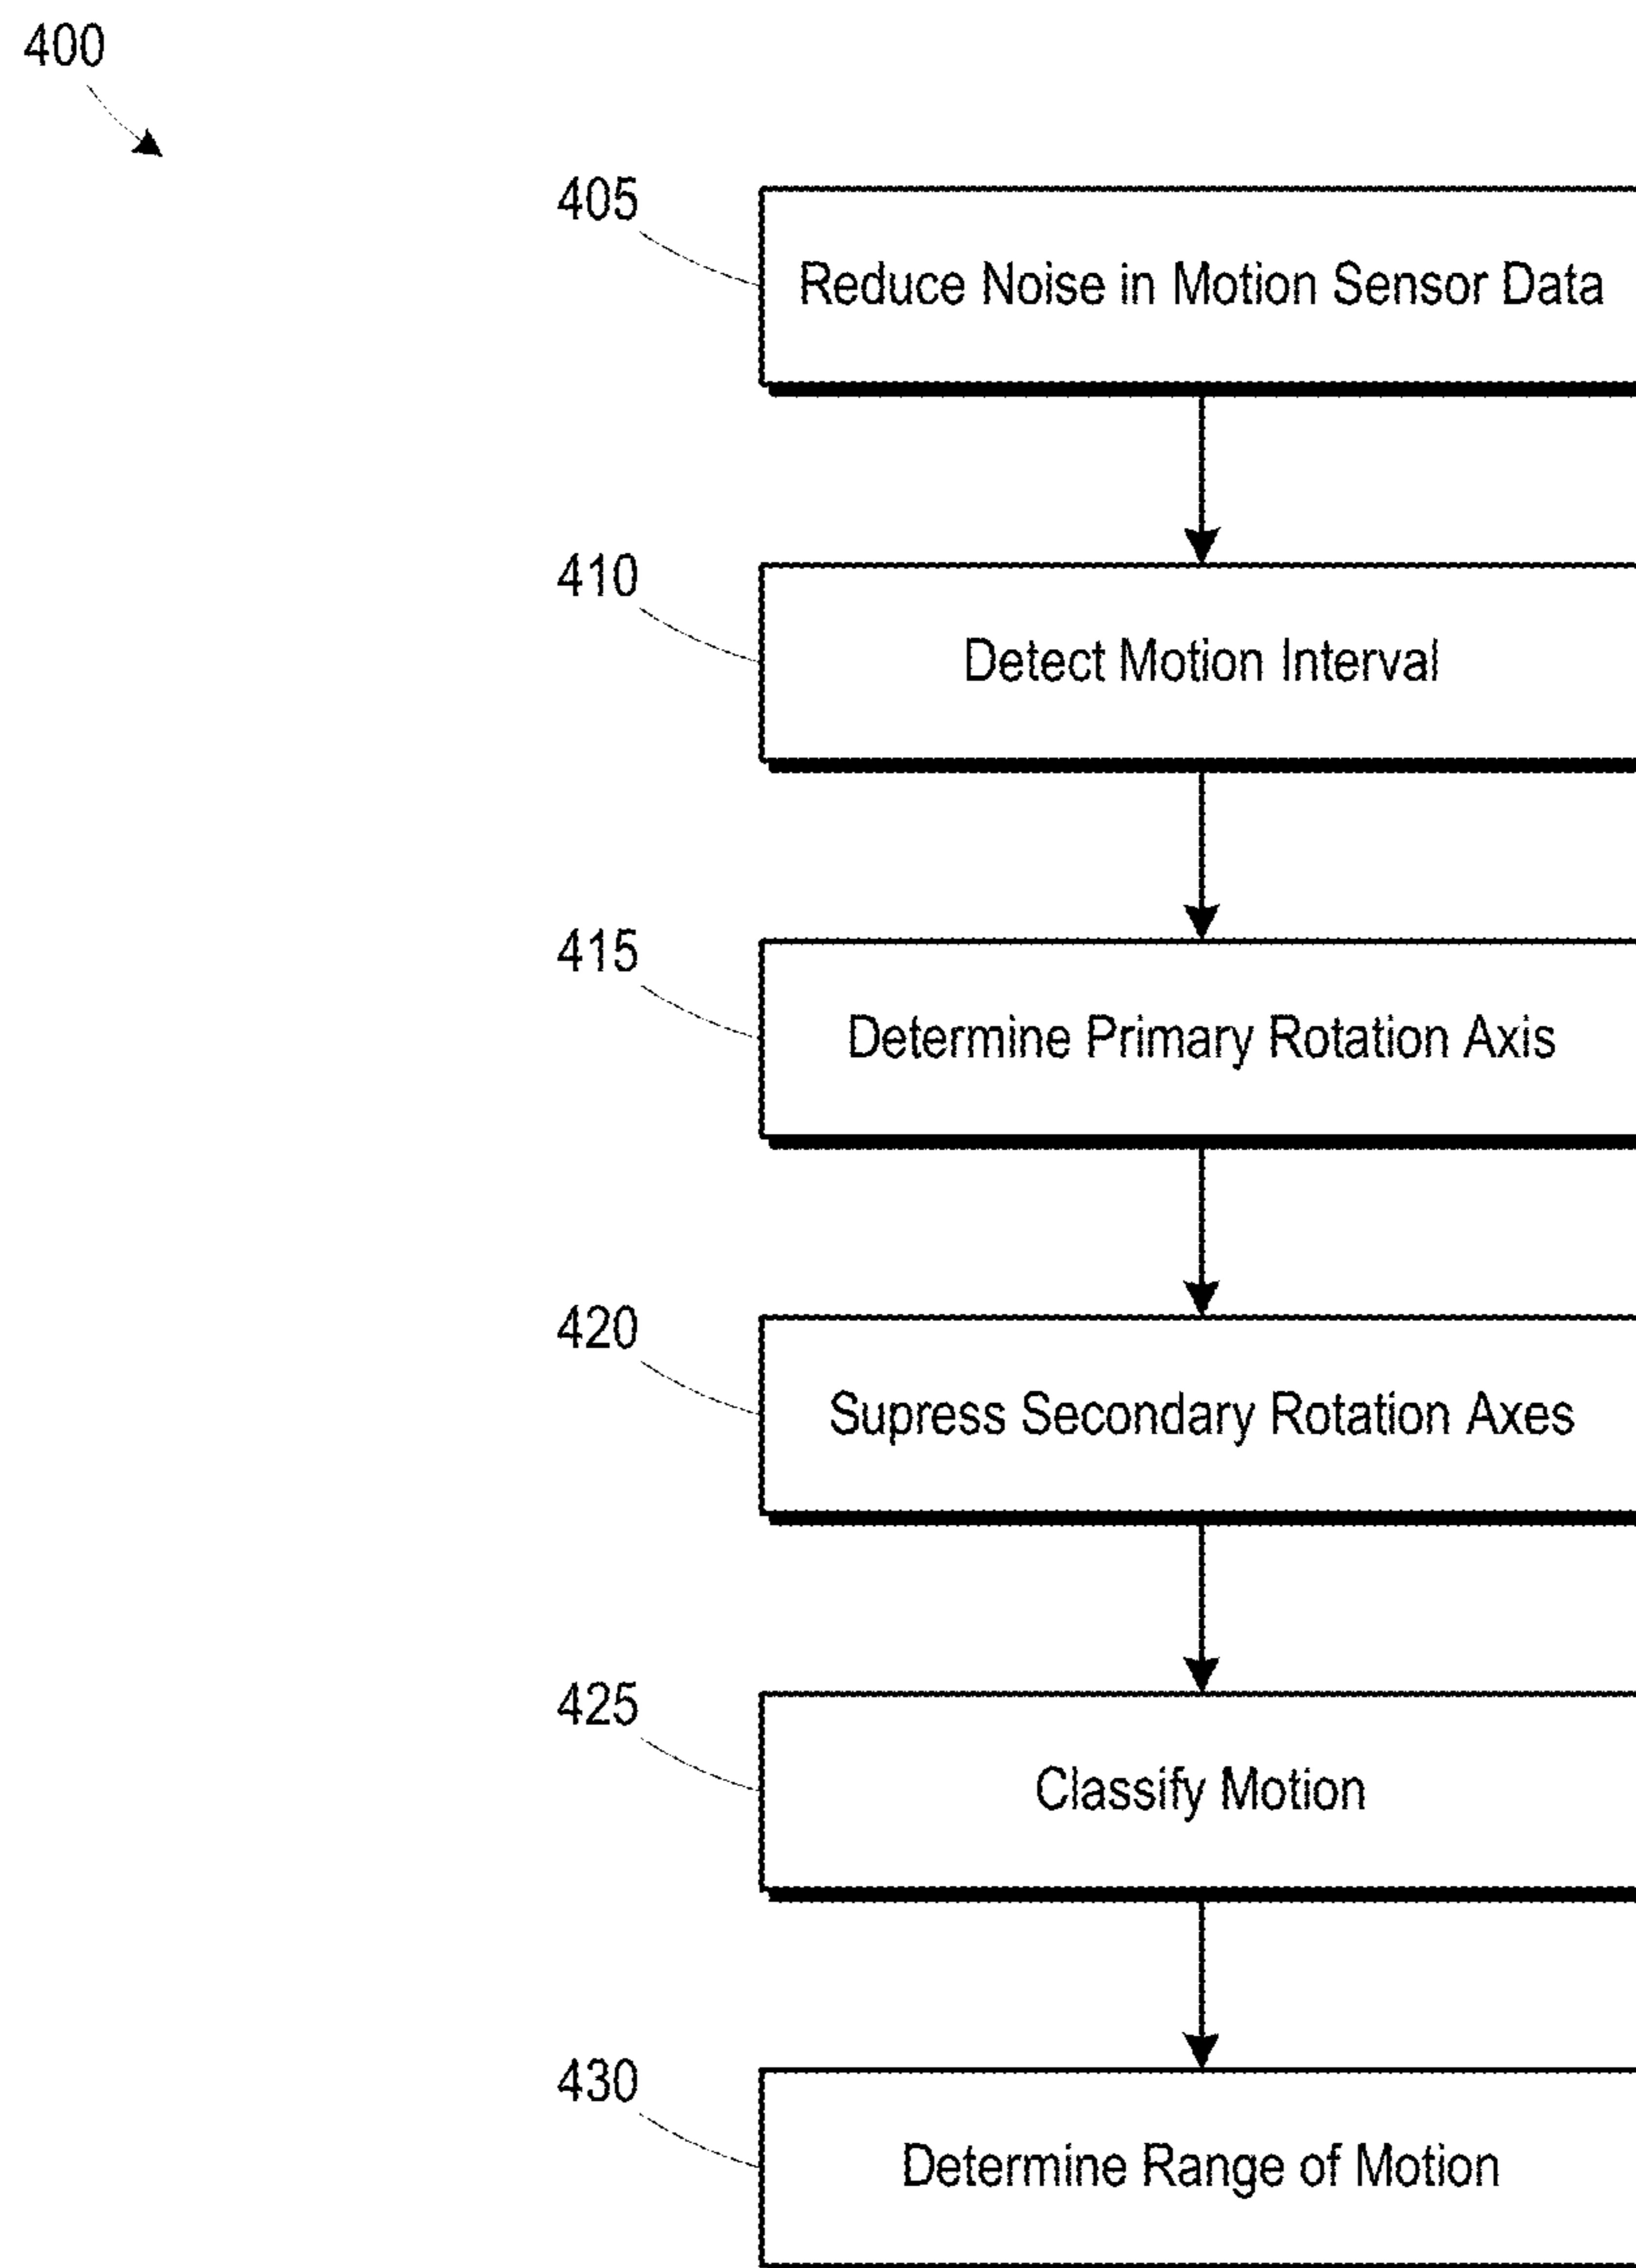 400
405
Reduce Noise in Motion Sensor Data
410
Detect Motion Interval
415
Determine Primary Rotation Axis
420
Supress Secondary Rotation Axes
425
Classify Motion
430
Determine Range of Motion